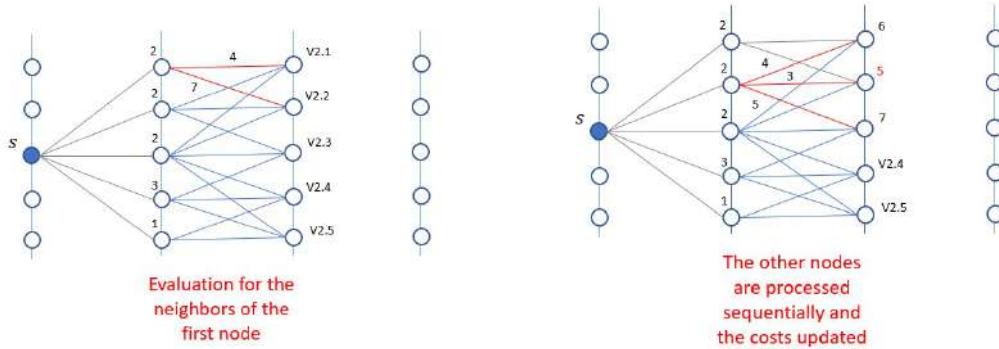 2
4
V2.1
7
2
V2.2
S
2
V2.3
3
V2.4
1
V2.5
Evaluation for the
neighbors of the
first node
2
6
4
2
3
5
5
S
2
7
3
V2.4
1
V2.5
The other nodes
are processed
sequentially and
the costs updated